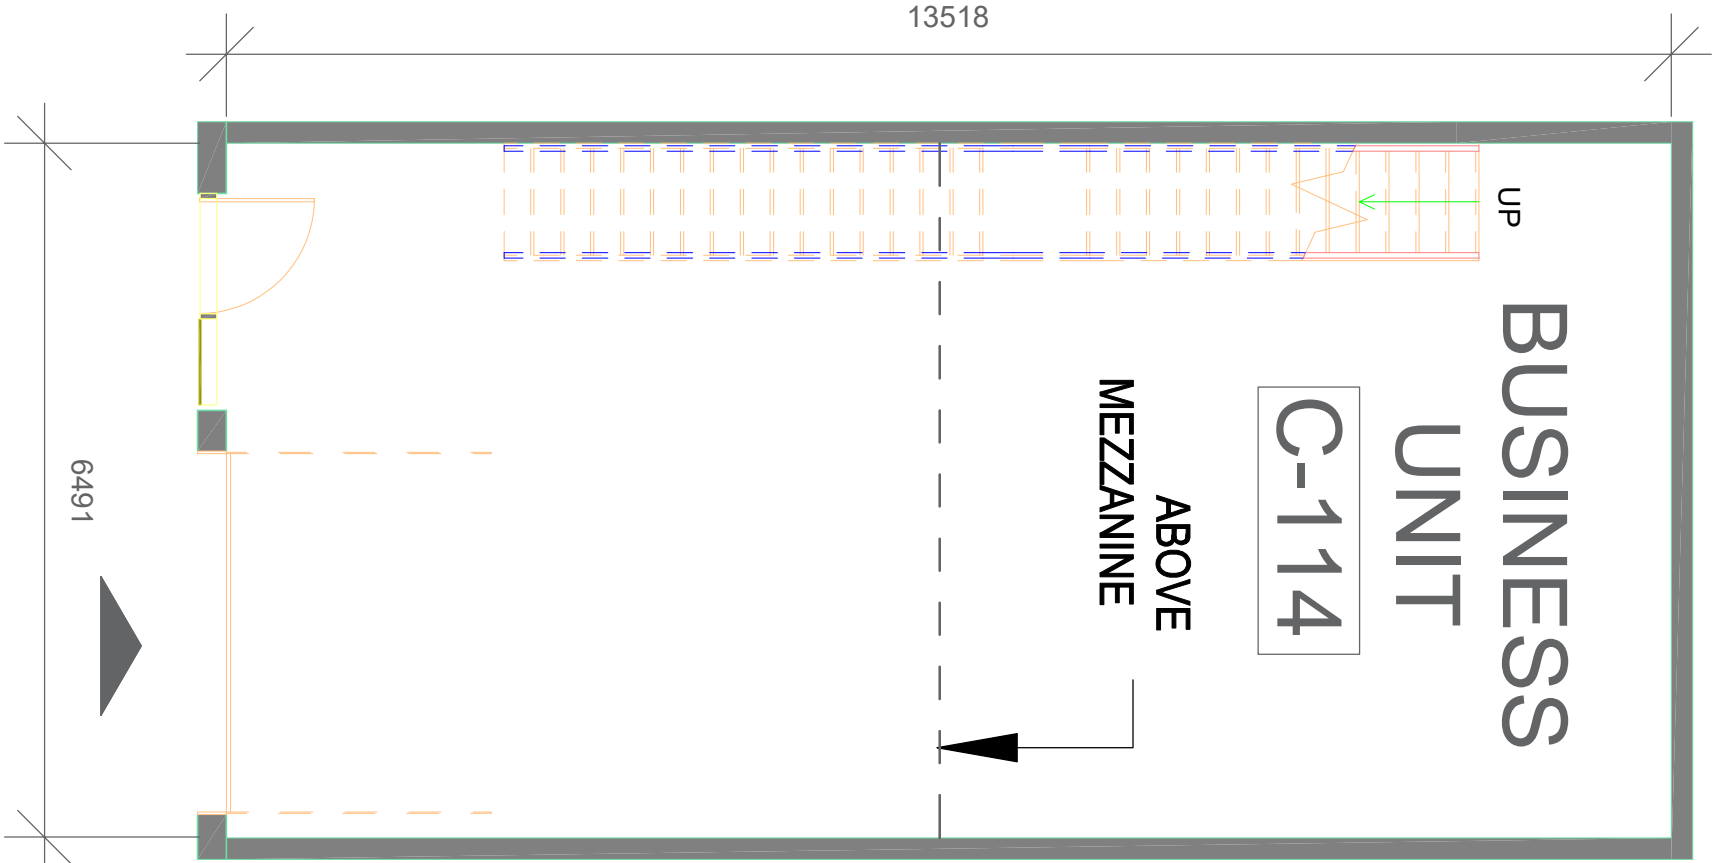 13518
UP
BUSINESS
UNIT
C-114
ABOVE
MEZZANINE
6491